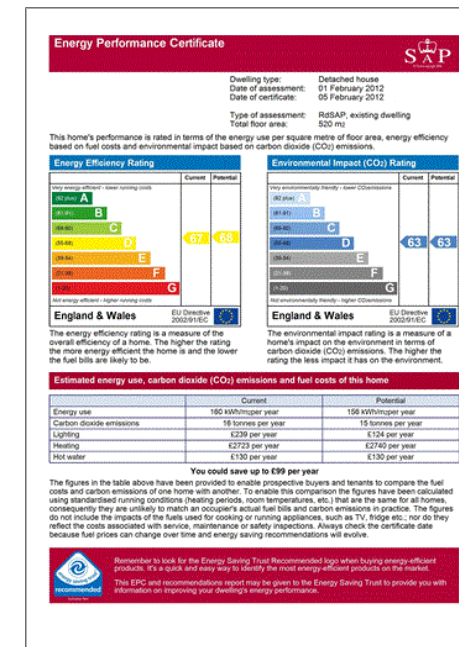 Energy Performance Certificate
SAP
Dwelling type: Detached house
Date of assessment: 01 February 2012
Date of certificate: 05 February 2012
Type of assessment: RdSAP, existing dwelling
Total floor area: 520 m2
This home's performance is rated in terms of the energy use per square metre of floor area, energy efficiency
based on fuel costs and environmental impact based on carbon dioxide (CO2) emissions.
Energy Efficiency Rating
Current Potential
Very energy efficient - lower running costs
(92 plus) A
(81-91) B
(69-80) C
(55-68) D
(39-54) E
(21-38) F
(1-20) G
67 68
Not energy efficient - higher running costs
England & Wales
EU Directive
2002/91/EC
The energy efficiency rating is a measure of the
overall efficiency of a home. The higher the rating
the more energy efficient the home is and the lower
the fuel bills are likely to be.
Environmental Impact (CO2) Rating
Current Potential
Very environmentally friendly - lower CO2 emissions
(92 plus) A
(81-91) B
(69-80) C
(55-68) D
(39-54) E
(21-38) F
(1-20) G
63 63
Not environmentally friendly - higher CO2 emissions
England & Wales
EU Directive
2002/91/EC
The environmental impact rating is a measure of a
home's impact on the environment in terms of
carbon dioxide (CO2) emissions. The higher the
rating the less impact it has on the environment.
Estimated energy use, carbon dioxide (CO2) emissions and fuel costs of this home
Current Potential
Energy use 160 kWh/m2 per year 156 kWh/m2 per year
Carbon dioxide emissions 16 tonnes per year 15 tonnes per year
Lighting £239 per year £124 per year
Heating £2723 per year £2740 per year
Hot water £130 per year £130 per year
You could save up to £99 per year
The figures in the table above have been provided to enable prospective buyers and tenants to compare the fuel
costs and carbon emissions of one home with another. To enable this comparison the figures have been calculated
using standardised running conditions (heating periods, room temperatures, etc.) that are the same for all homes,
consequently they are unlikely to match an occupier's actual fuel bills and carbon emissions in practice. The figures
do not include the impacts of the fuels used for cooking or running appliances, such as TV, fridge etc.; nor do they
reflect the costs associated with service, maintenance or safety inspections. Always check the certificate date
because fuel prices can change over time and energy saving recommendations will evolve.
energy saving trust
recommended
Remember to look for the Energy Saving Trust Recommended logo when buying energy-efficient
products. It's a quick and easy way to identify the most energy-efficient products on the market.
This EPC and recommendations report may be given to the Energy Saving Trust to provide you with
information on improving your dwelling's energy performance.